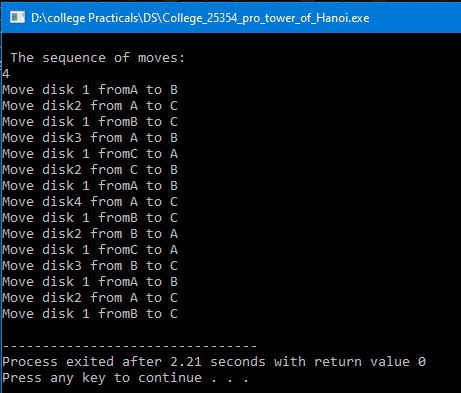 D:\college Practicals\DS\College_25354_pro_tower_of_Hanoi.exe
The sequence of moves:
4
Move disk 1 fromA to B
Move disk2 from A to C
Move disk 1 fromB to C
Move disk3 from A to B
Move disk 1 fromC to A
Move disk2 from C to B
Move disk 1 fromA to B
Move disk4 from A to C
Move disk 1 fromB to C
Move disk2 from B to A
Move disk 1 fromC to A
Move disk3 from B to C
Move disk 1 fromA to B
Move disk2 from A to C
Move disk 1 fromB to C
--------------------------------
Process exited after 2.21 seconds with return value 0
Press any key to continue . . .